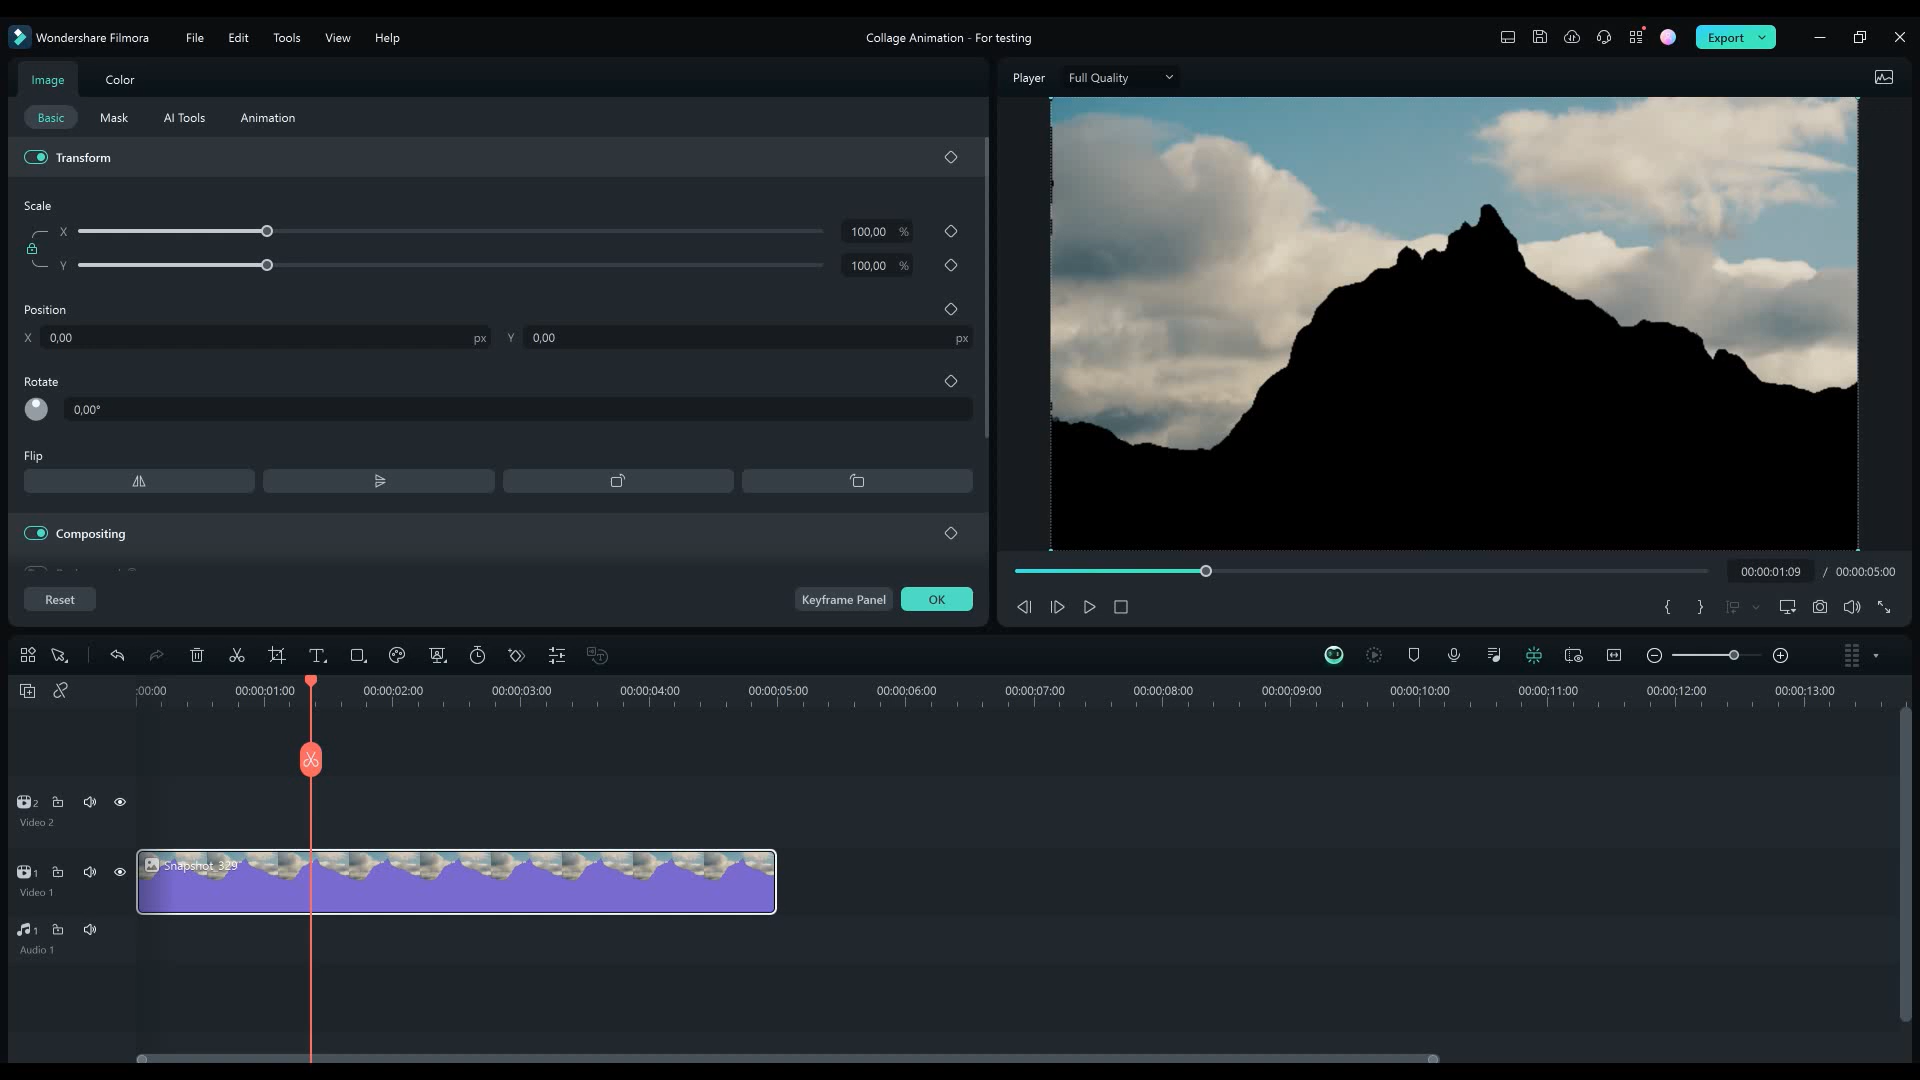 Wondershare Filmora File Edit Tools View Help Collage Animation - For testing Export
Image Color
Player Full Quality
Basic Mask AI Tools Animation
Transform
Scale
X 100,00 %
Y 100,00 %
Position
X 0,00 px Y 0,00 px
Rotate
0,00°
Flip
Compositing
00:00:01:09 / 00:00:05:00
Reset Keyframe Panel OK
:00:00 00:00:01:00 00:00:02:00 00:00:03:00 00:00:04:00 00:00:05:00 00:00:06:00 00:00:07:00 00:00:08:00 00:00:09:00 00:00:10:00 00:00:11:00 00:00:12:00 00:00:13:00
2
Video 2
Snapshot_329
1
Video 1
1
Audio 1